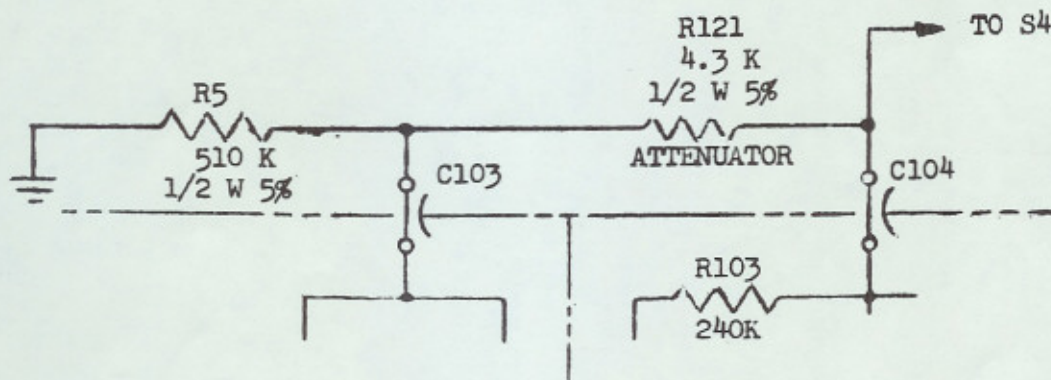 R121
4.3 K
1/2 W 5%
ATTENUATOR
TO S4
R5
510 K
1/2 W 5%
C103
C104
R103
240K